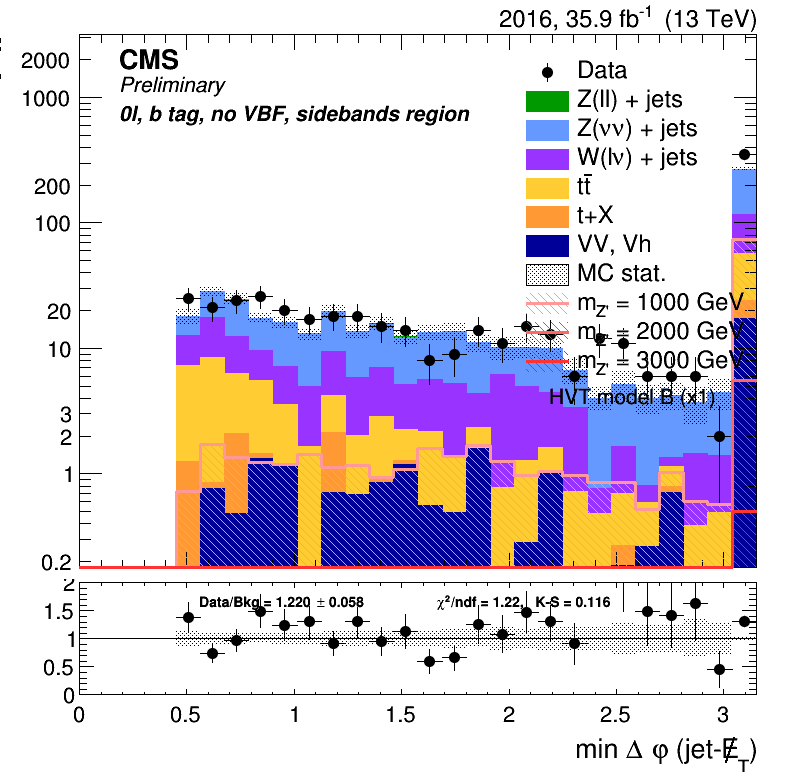 2016, 35.9 fb⁻¹ (13 TeV)
CMS
Preliminary
0l, b tag, no VBF, sidebands region
Data
Z(ll) + jets
Z(νν) + jets
W(lν) + jets
tt̄
t+X
VV, Vh
MC stat.
m_Z' = 1000 GeV
m_Z' = 2000 GeV
m_Z' = 3000 GeV
HVT model B (x1)
2000
1000
200
100
20
10
3
2
1
0.2
Data/Bkg = 1.220 ± 0.058
χ²/ndf = 1.22, K-S = 0.116
2
1.5
1
0.5
0
0 0.5 1 1.5 2 2.5 3
min Δ φ (jet-E̸_T)